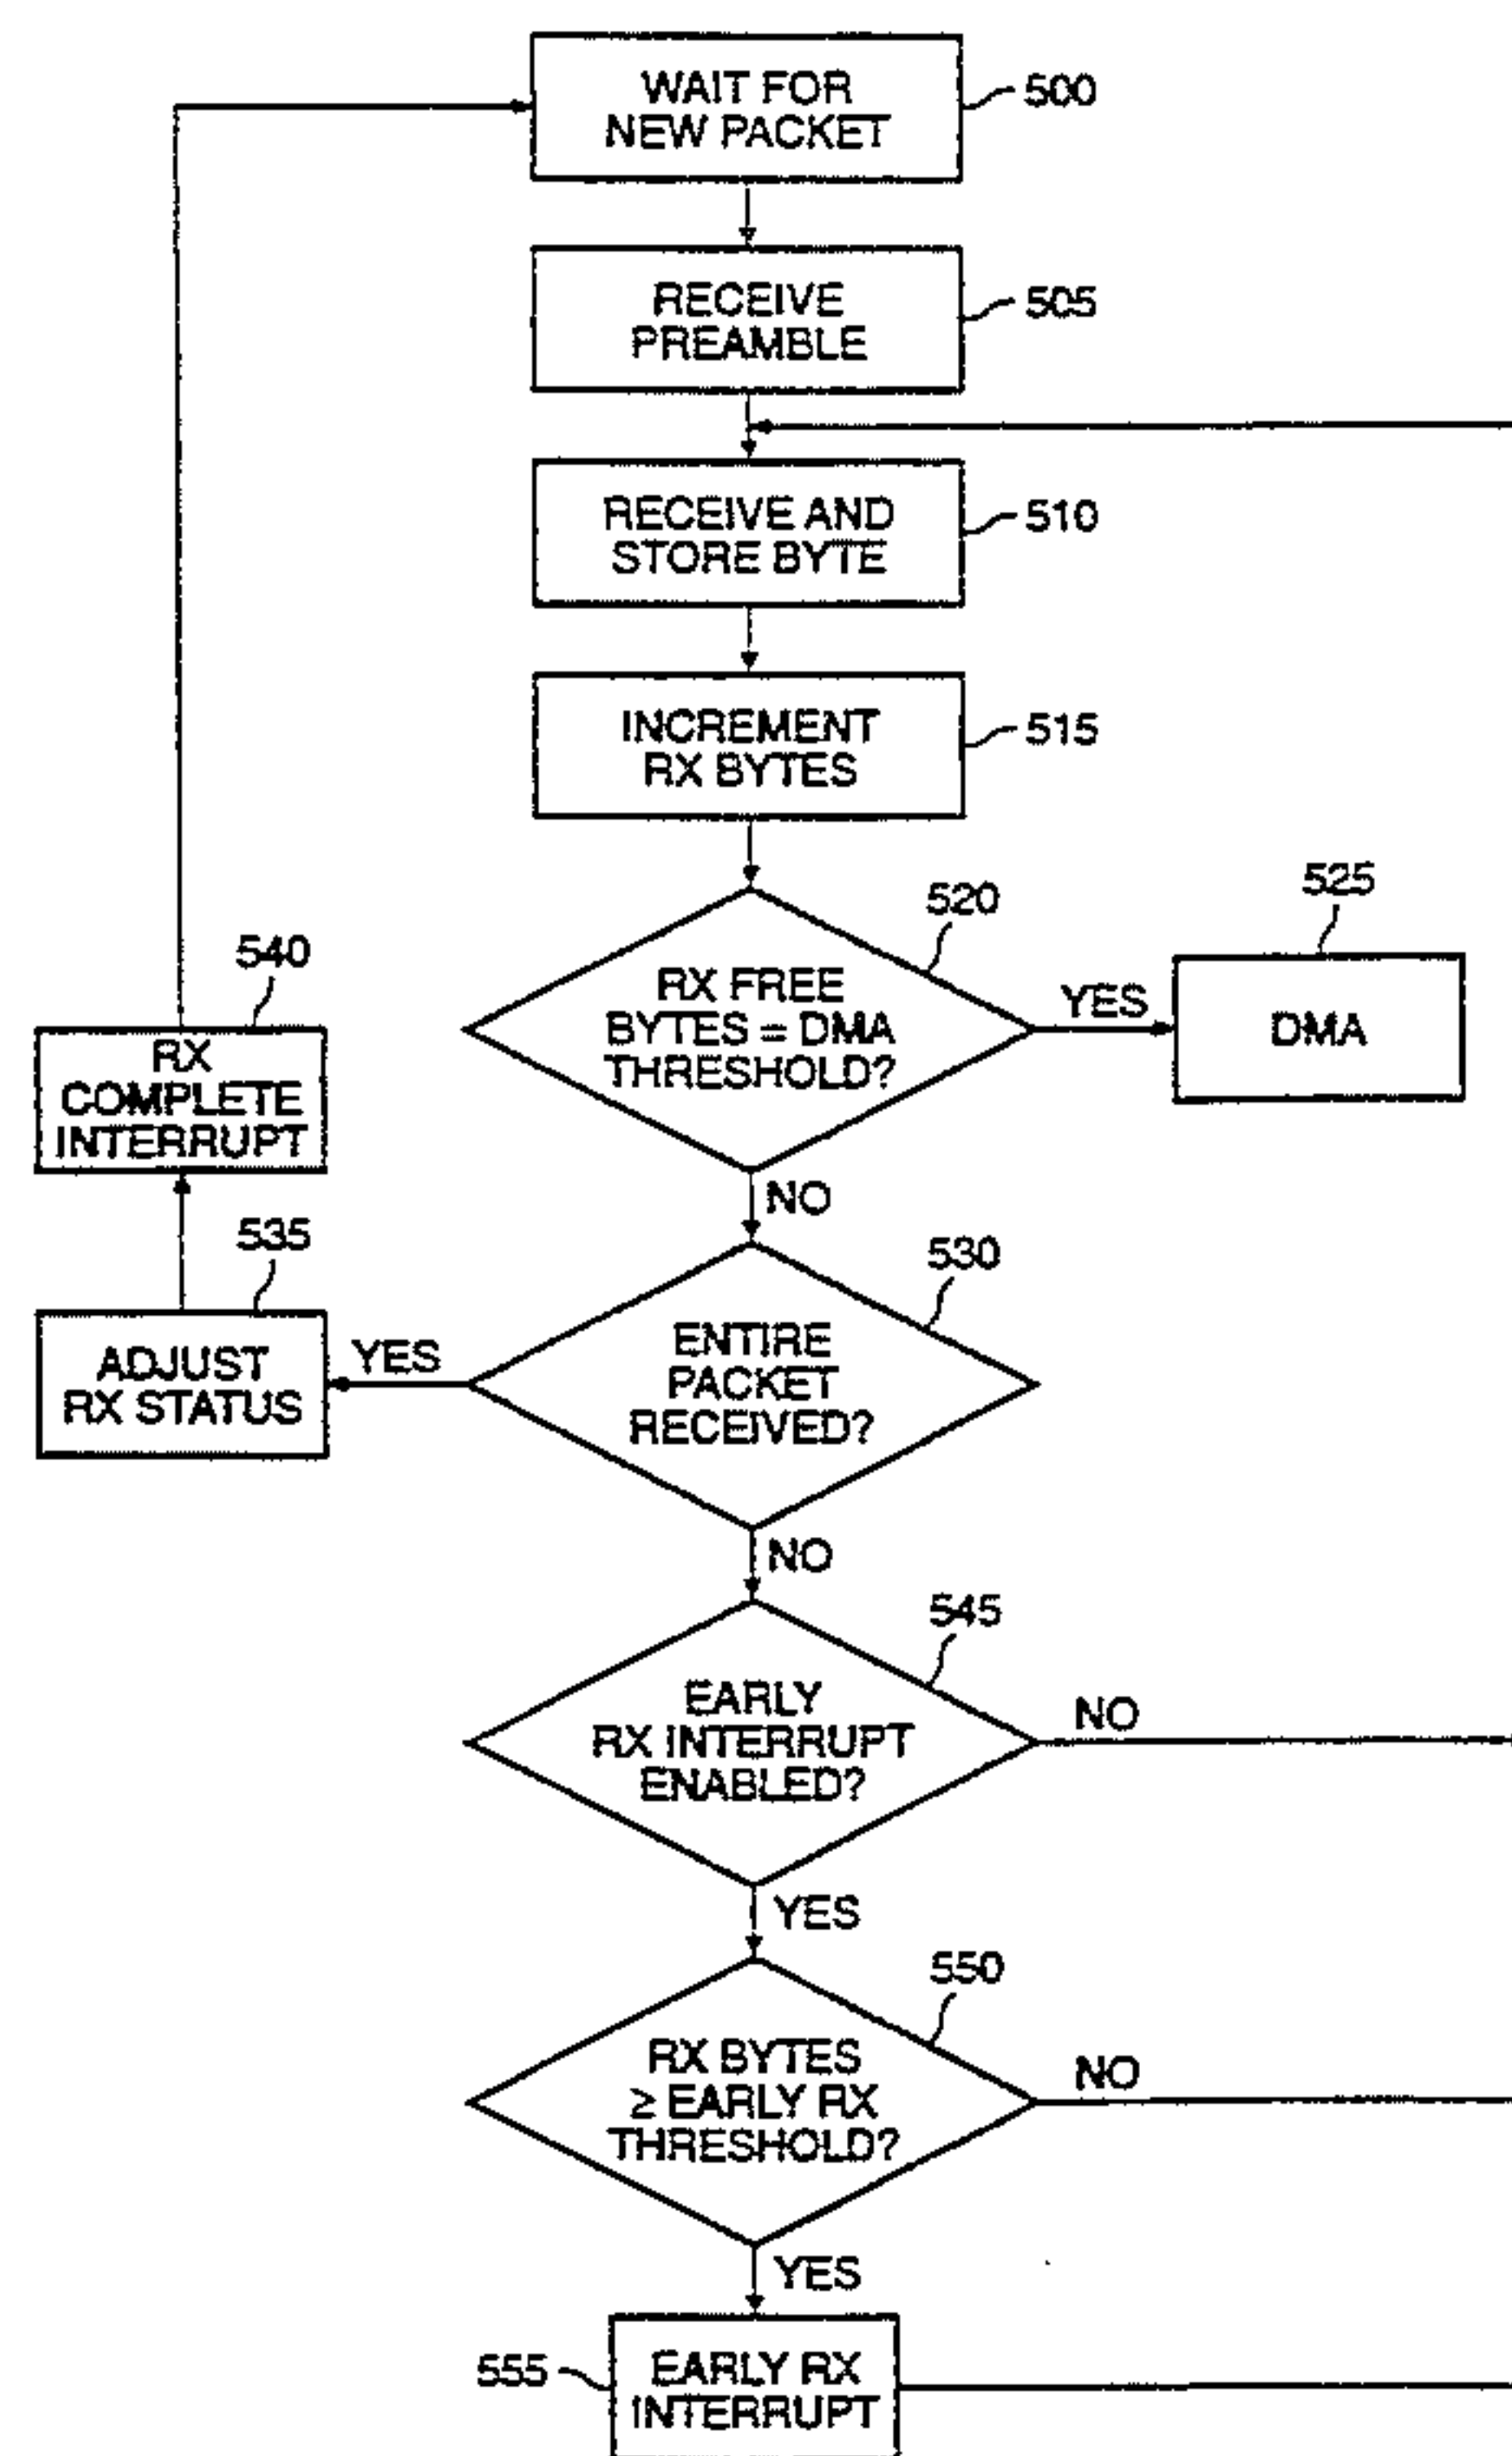 WAIT FOR
NEW PACKET
500
RECEIVE
PREAMBLE
505
RECEIVE AND
STORE BYTE
510
INCREMENT
RX BYTES
515
520
RX FREE
BYTES = DMA
THRESHOLD?
YES
525
DMA
540
RX
COMPLETE
INTERRUPT
NO
535
ADJUST
RX STATUS
YES
530
ENTIRE
PACKET
RECEIVED?
NO
545
EARLY
RX INTERRUPT
ENABLED?
NO
YES
550
RX BYTES
≥ EARLY RX
THRESHOLD?
NO
YES
555
EARLY RX
INTERRUPT